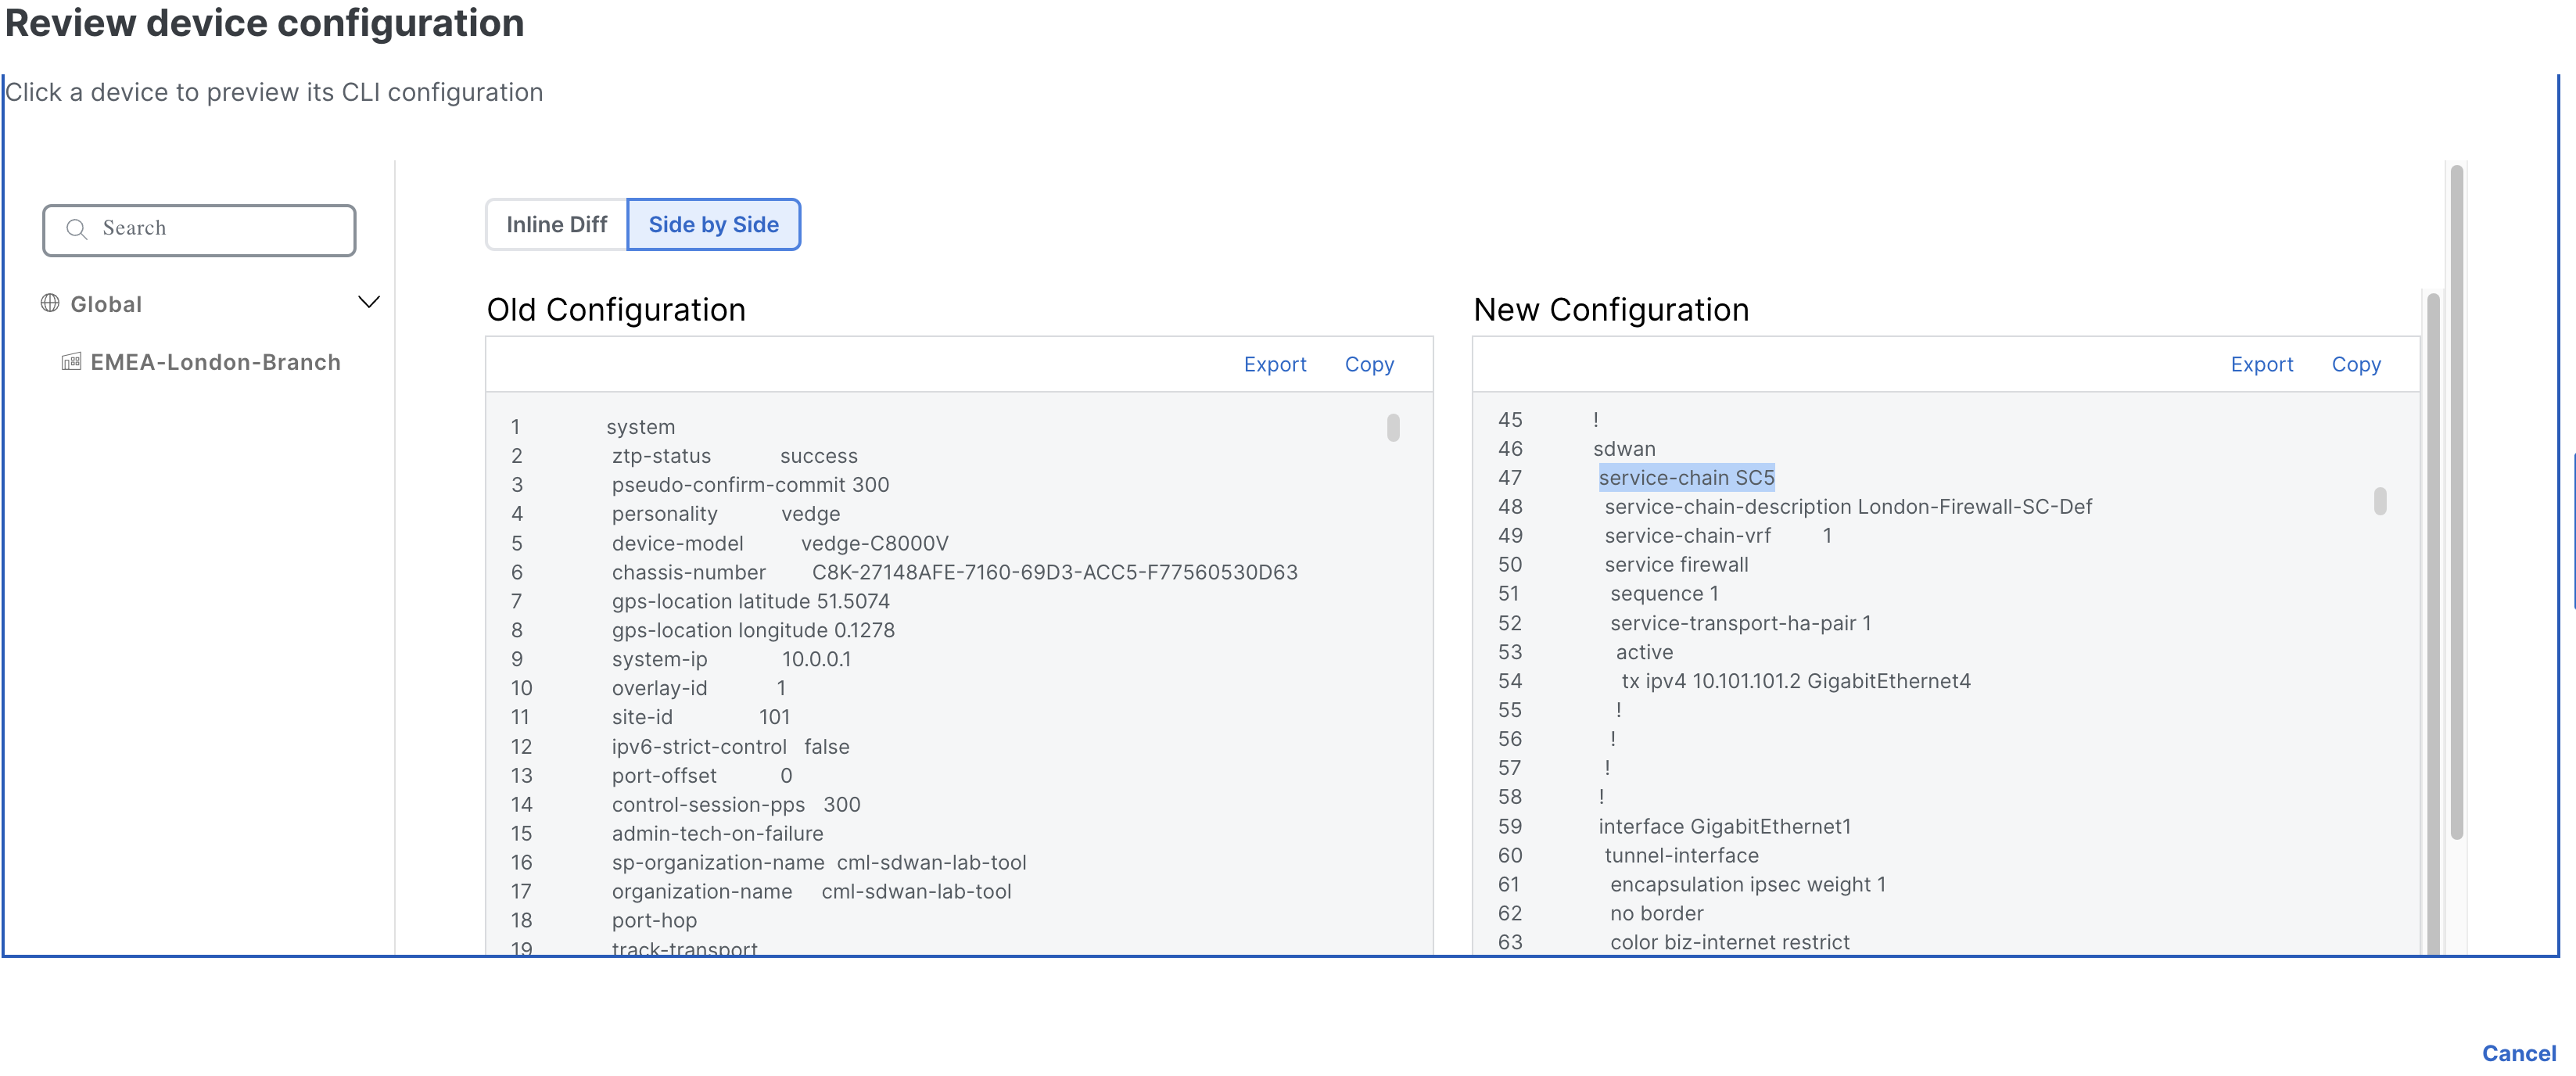 Review device configuration
Click a device to preview its CLI configuration
Search
Global
EMEA-London-Branch
Inline Diff
Side by Side
Old Configuration
Export Copy
1 system
2 ztp-status success
3 pseudo-confirm-commit 300
4 personality vedge
5 device-model vedge-C8000V
6 chassis-number C8K-27148AFE-7160-69D3-ACC5-F77560530D63
7 gps-location latitude 51.5074
8 gps-location longitude 0.1278
9 system-ip 10.0.0.1
10 overlay-id 1
11 site-id 101
12 ipv6-strict-control false
13 port-offset 0
14 control-session-pps 300
15 admin-tech-on-failure
16 sp-organization-name cml-sdwan-lab-tool
17 organization-name cml-sdwan-lab-tool
18 port-hop
19 track-transport
New Configuration
Export Copy
45 !
46 sdwan
47 service-chain SC5
48 service-chain-description London-Firewall-SC-Def
49 service-chain-vrf 1
50 service firewall
51 sequence 1
52 service-transport-ha-pair 1
53 active
54 tx ipv4 10.101.101.2 GigabitEthernet4
55 !
56 !
57 !
58 !
59 interface GigabitEthernet1
60 tunnel-interface
61 encapsulation ipsec weight 1
62 no border
63 color biz-internet restrict
Cancel